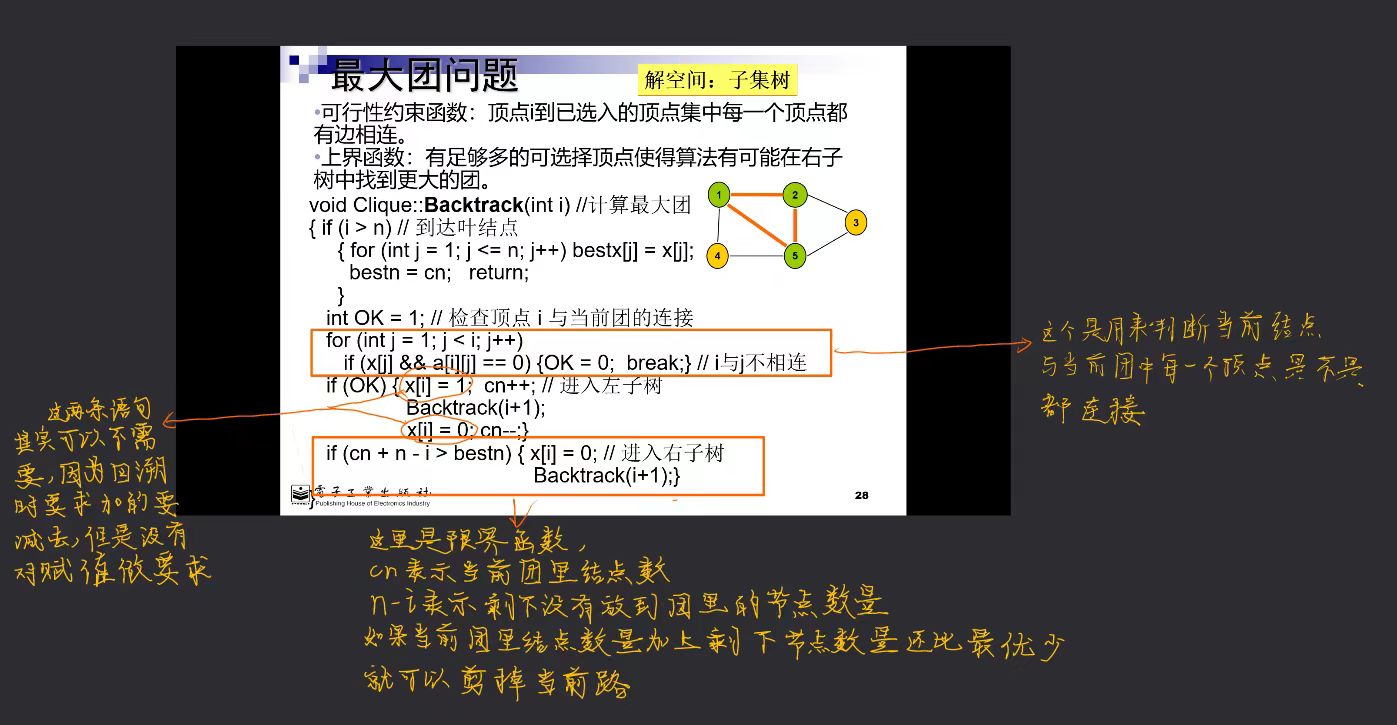 最大团问题
解空间：子集树
•可行性约束函数：顶点i到已选入的顶点集中每一个顶点都
有边相连。
•上界函数：有足够多的可选择顶点使得算法有可能在右子
树中找到更大的团。
void Clique::Backtrack(int i) //计算最大团
{ if (i > n) // 到达叶结点
{ for (int j = 1; j <= n; j++) bestx[j] = x[j];
bestn = cn; return;
}
int OK = 1; // 检查顶点 i 与当前团的连接
for (int j = 1; j < i; j++)
if (x[j] && a[i][j] == 0) {OK = 0; break;} // i与j不相连
if (OK) { x[i] = 1; cn++; // 进入左子树
Backtrack(i+1);
x[i] = 0; cn--;}
if (cn + n - i > bestn) { x[i] = 0; // 进入右子树
Backtrack(i+1);}
}
電子工業出版社
Publishing House of Electronics Industry
28
1
2
3
4
5
这个是用来判断当前结点
与当前团中每一个顶点是不是
都连接
这两条语句
其实可以不需
要，因为回溯
时要求加的要
减去，但是没有
对赋值做要求
这里是限界函数，
cn表示当前团里结点数
n-i表示剩下没有放到团里的节点数量
如果当前团里结点数量加上剩下节点数量还比最优少
就可以剪掉当前路